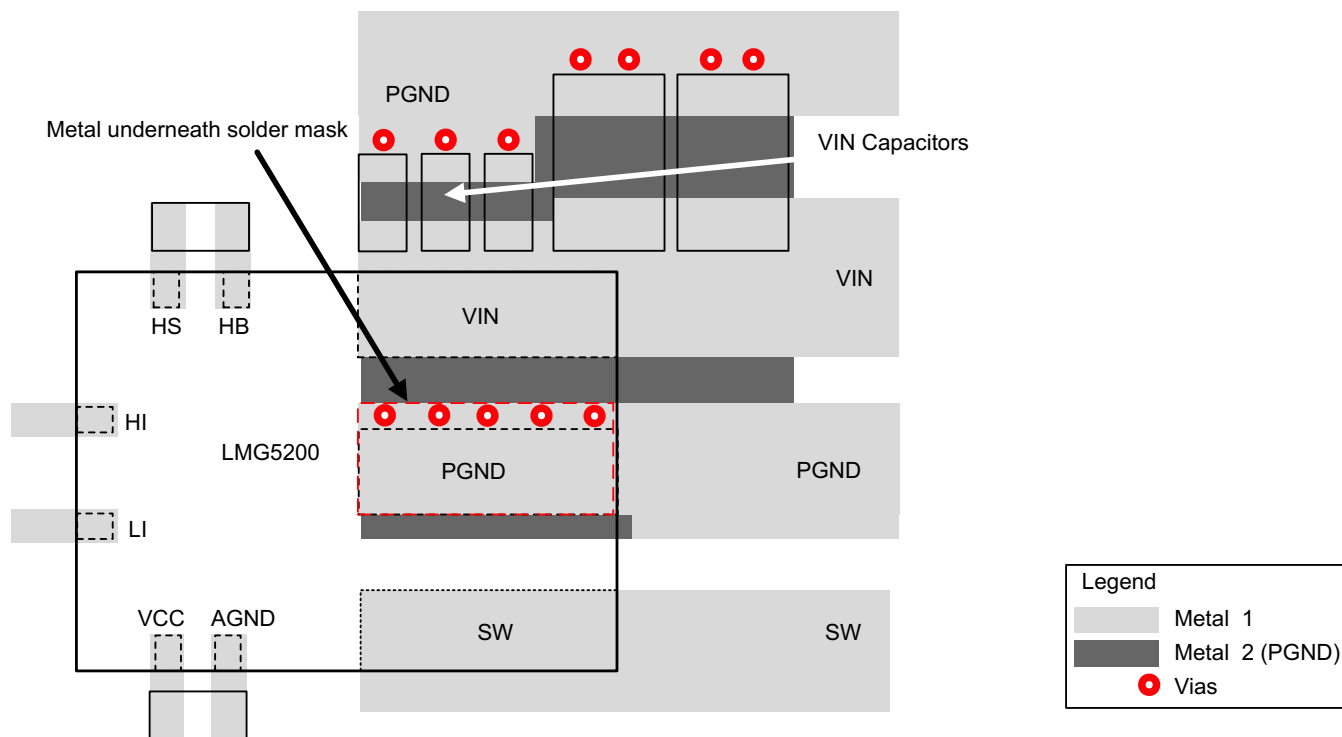 PGND
Metal underneath solder mask
VIN Capacitors
VIN
VIN
HS
HB
HI
LMG5200
PGND
PGND
LI
VCC
AGND
SW
SW
Legend
Metal 1
Metal 2 (PGND)
Vias